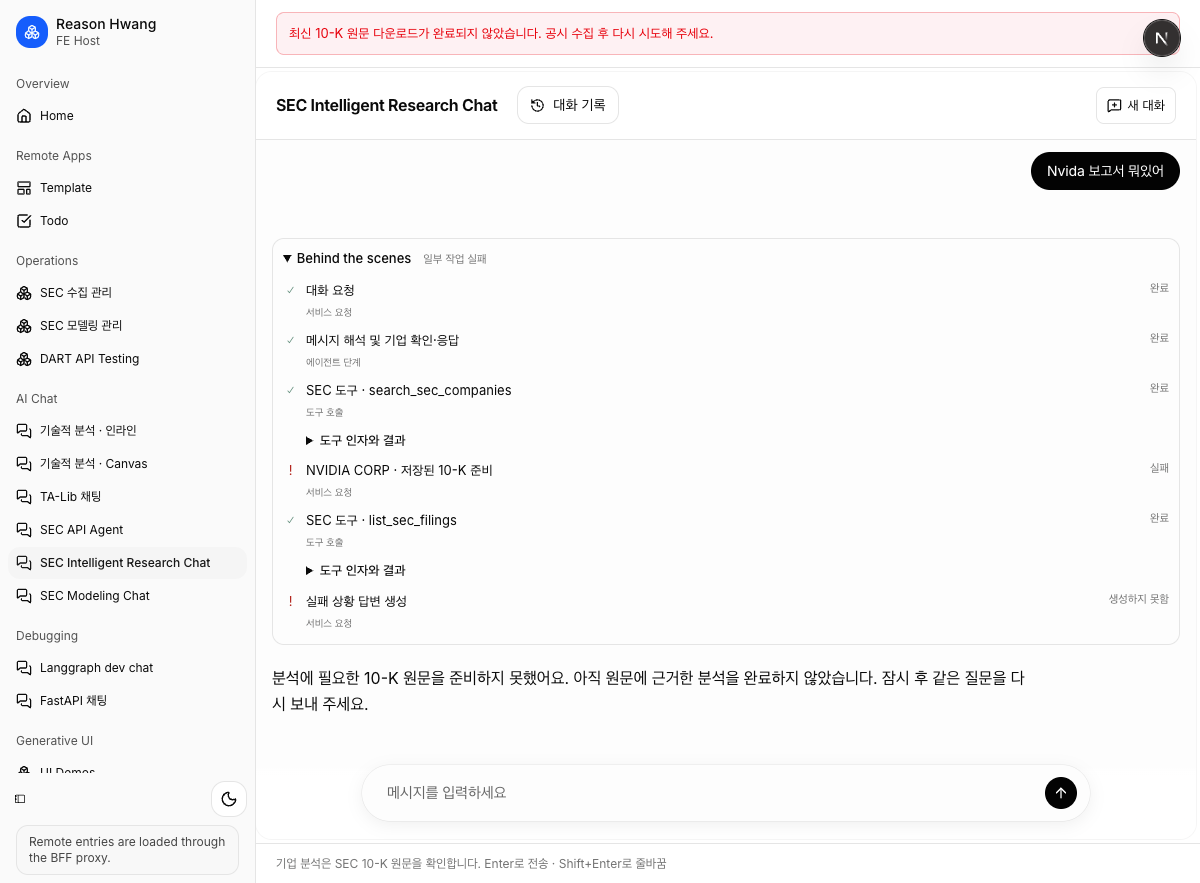 Reason Hwang
FE Host
Overview
Home
Remote Apps
Template
Todo
Operations
SEC 수집 관리
SEC 모델링 관리
DART API Testing
AI Chat
기술적 분석 · 인라인
기술적 분석 · Canvas
TA-Lib 채팅
SEC API Agent
SEC Intelligent Research Chat
SEC Modeling Chat
Debugging
Langgraph dev chat
FastAPI 채팅
Generative UI
UI Demos
Remote entries are loaded through
the BFF proxy.
최신 10-K 원문 다운로드가 완료되지 않았습니다. 공시 수집 후 다시 시도해 주세요.
N
SEC Intelligent Research Chat
대화 기록
새 대화
Nvida 보고서 뭐있어
Behind the scenes 일부 작업 실패
대화 요청 완료
서비스 요청
메시지 해석 및 기업 확인·응답 완료
에이전트 단계
SEC 도구 · search_sec_companies 완료
도구 호출
도구 인자와 결과
! NVIDIA CORP · 저장된 10-K 준비 실패
서비스 요청
SEC 도구 · list_sec_filings 완료
도구 호출
도구 인자와 결과
! 실패 상황 답변 생성 생성하지 못함
서비스 요청
분석에 필요한 10-K 원문을 준비하지 못했어요. 아직 원문에 근거한 분석을 완료하지 않았습니다. 잠시 후 같은 질문을 다
시 보내 주세요.
메시지를 입력하세요
기업 분석은 SEC 10-K 원문을 확인합니다. Enter로 전송 · Shift+Enter로 줄바꿈